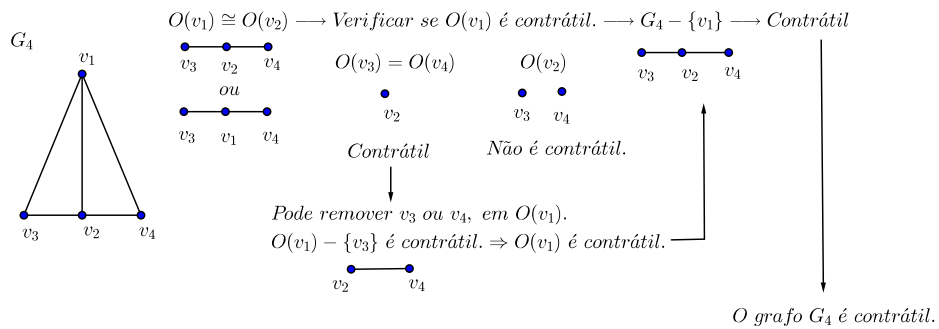 O(v₁) ≅ O(v₂) ⟶ Verificar se O(v₁) é contrátil. ⟶ G₄ − {v₁} ⟶ Contrátil
G₄
v₁
v₃ v₂ v₄
ou
v₃ v₁ v₄
O(v₃) = O(v₄)
v₂
Contrátil
O(v₂)
v₃ v₄
Não é contrátil.
v₃ v₂ v₄
v₃ v₂ v₄
Pode remover v₃ ou v₄, em O(v₁).
O(v₁) − {v₃} é contrátil. ⇒ O(v₁) é contrátil.
v₂ v₄
O grafo G₄ é contrátil.